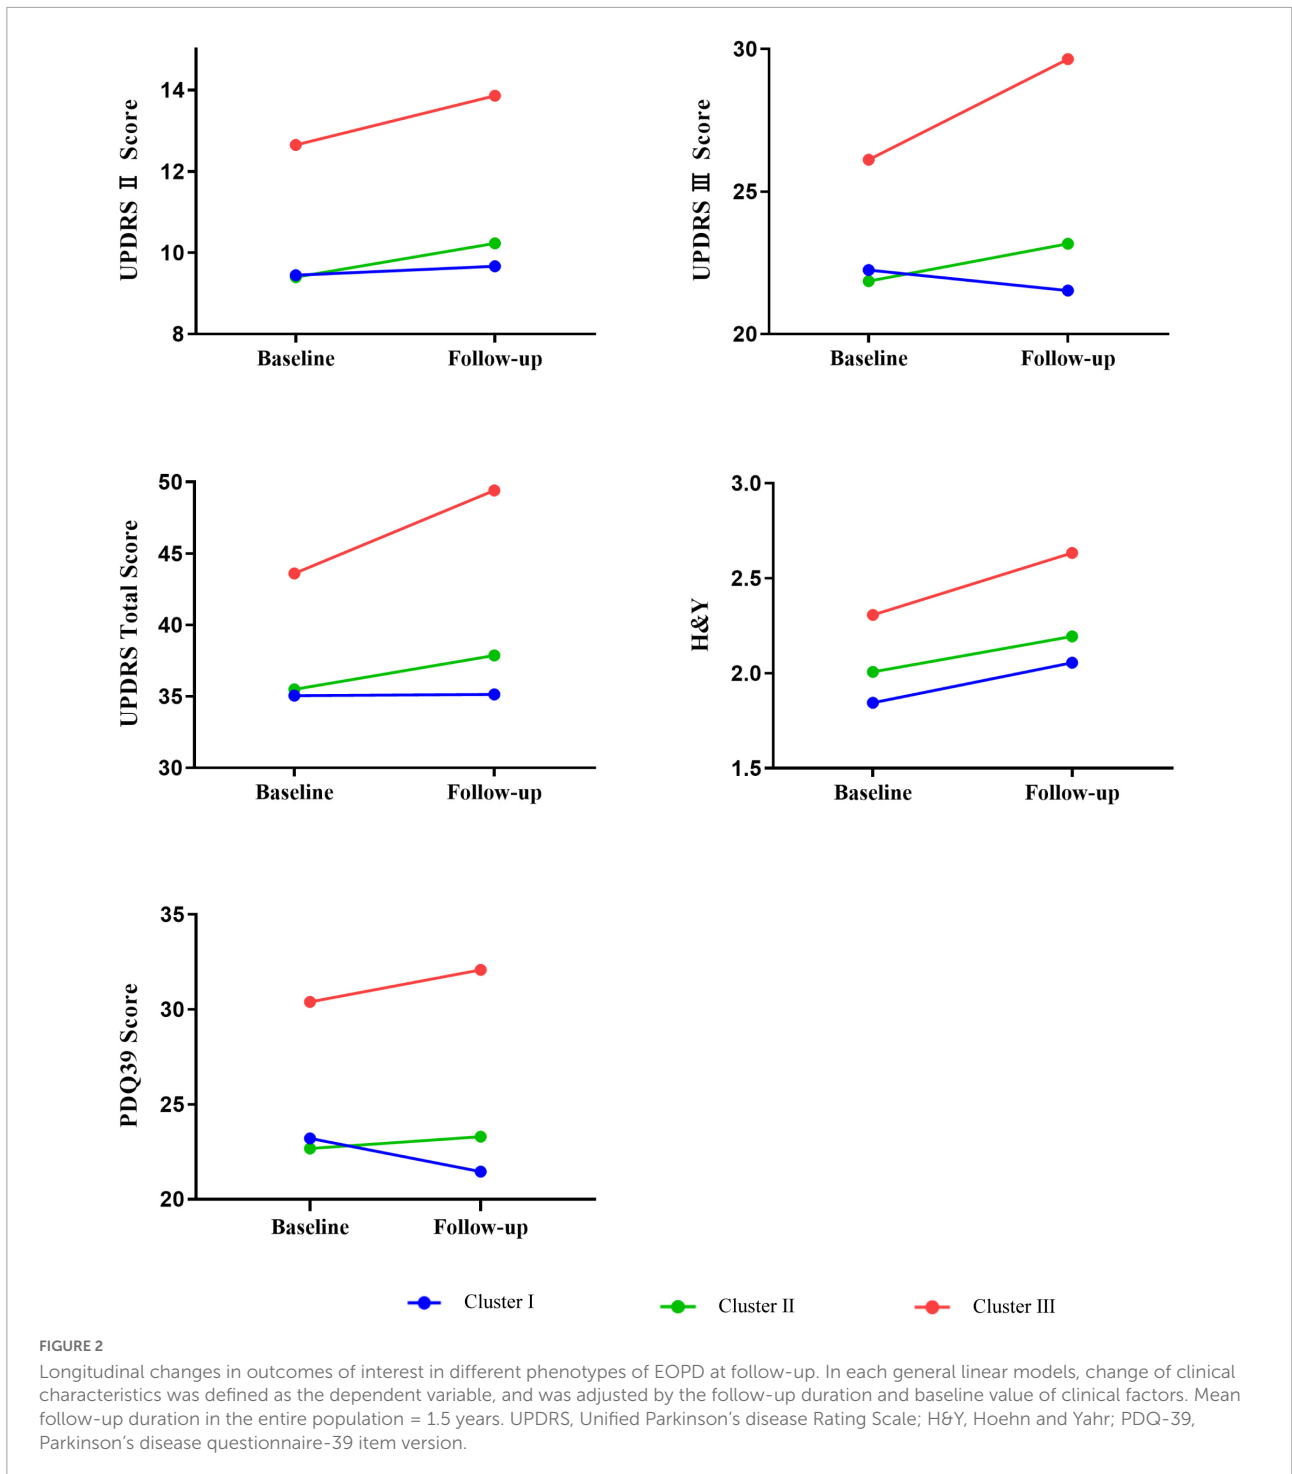 UPDRS Ⅱ Score
14
12
10
8
Baseline Follow-up
UPDRS Ⅲ Score
30
25
20
Baseline Follow-up
UPDRS Total Score
50
45
40
35
30
Baseline Follow-up
H&Y
3.0
2.5
2.0
1.5
Baseline Follow-up
PDQ39 Score
35
30
25
20
Baseline Follow-up
Cluster I Cluster II Cluster III
FIGURE 2
Longitudinal changes in outcomes of interest in different phenotypes of EOPD at follow-up. In each general linear models, change of clinical
characteristics was defined as the dependent variable, and was adjusted by the follow-up duration and baseline value of clinical factors. Mean
follow-up duration in the entire population = 1.5 years. UPDRS, Unified Parkinson’s disease Rating Scale; H&Y, Hoehn and Yahr; PDQ-39,
Parkinson’s disease questionnaire-39 item version.